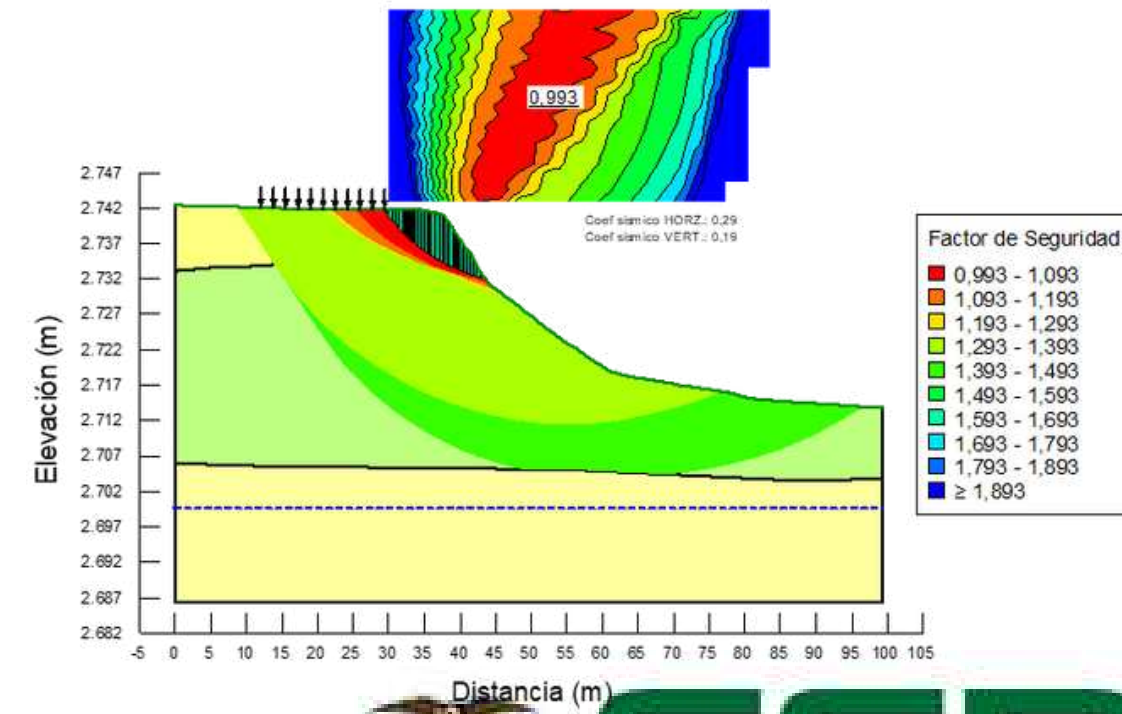 0,993
Coef sismico HORZ.: 0,29
Coef sismico VERT.: 0,19
2.747
2.742
2.737
2.732
2.727
2.722
2.717
2.712
2.707
2.702
2.697
2.692
2.687
2.682
Elevación (m)
-5 0 5 10 15 20 25 30 35 40 45 50 55 60 65 70 75 80 85 90 95 100 105
Distancia (m)
Factor de Seguridad
0,993 - 1,093
1,093 - 1,193
1,193 - 1,293
1,293 - 1,393
1,393 - 1,493
1,493 - 1,593
1,593 - 1,693
1,693 - 1,793
1,793 - 1,893
≥ 1,893